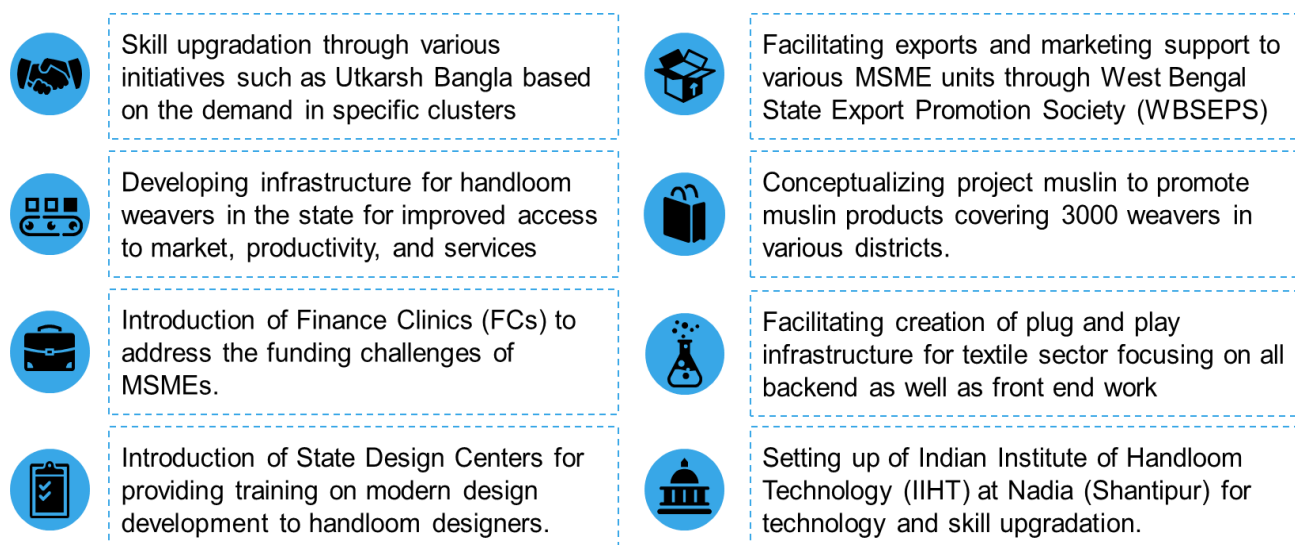 Skill upgradation through various
initiatives such as Utkarsh Bangla based
on the demand in specific clusters
Developing infrastructure for handloom
weavers in the state for improved access
to market, productivity, and services
Introduction of Finance Clinics (FCs) to
address the funding challenges of
MSMEs.
Introduction of State Design Centers for
providing training on modern design
development to handloom designers.
Facilitating exports and marketing support to
various MSME units through West Bengal
State Export Promotion Society (WBSEPS)
Conceptualizing project muslin to promote
muslin products covering 3000 weavers in
various districts.
Facilitating creation of plug and play
infrastructure for textile sector focusing on all
backend as well as front end work
Setting up of Indian Institute of Handloom
Technology (IIHT) at Nadia (Shantipur) for
technology and skill upgradation.